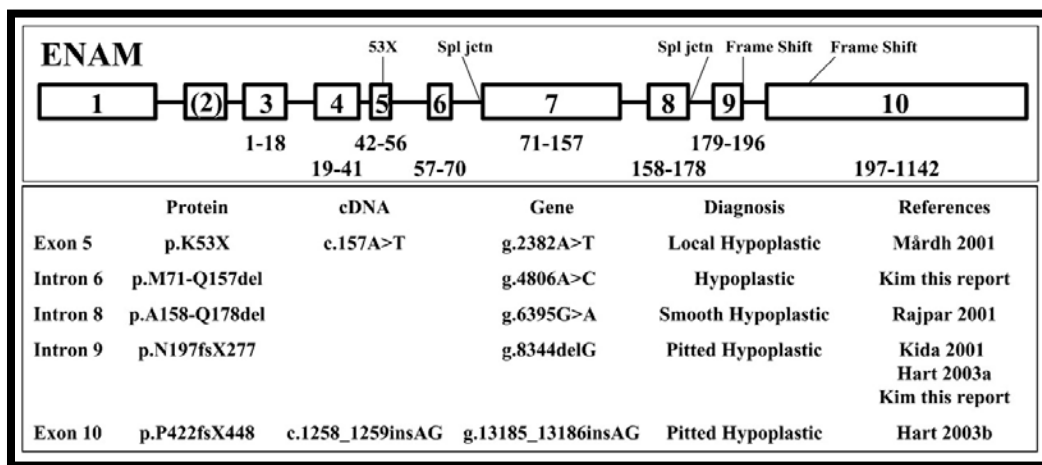 ENAM
53X Spl jctn Spl jctn Frame Shift Frame Shift
1 (2) 3 4 5 6 7 8 9 10
1-18 42-56 71-157 179-196
19-41 57-70 158-178 197-1142
Protein cDNA Gene Diagnosis References
Exon 5 p.K53X c.157A>T g.2382A>T Local Hypoplastic Mårdh 2001
Intron 6 p.M71-Q157del g.4806A>C Hypoplastic Kim this report
Intron 8 p.A158-Q178del g.6395G>A Smooth Hypoplastic Rajpar 2001
Intron 9 p.N197fsX277 g.8344delG Pitted Hypoplastic Kida 2001
Hart 2003a
Kim this report
Exon 10 p.P422fsX448 c.1258_1259insAG g.13185_13186insAG Pitted Hypoplastic Hart 2003b